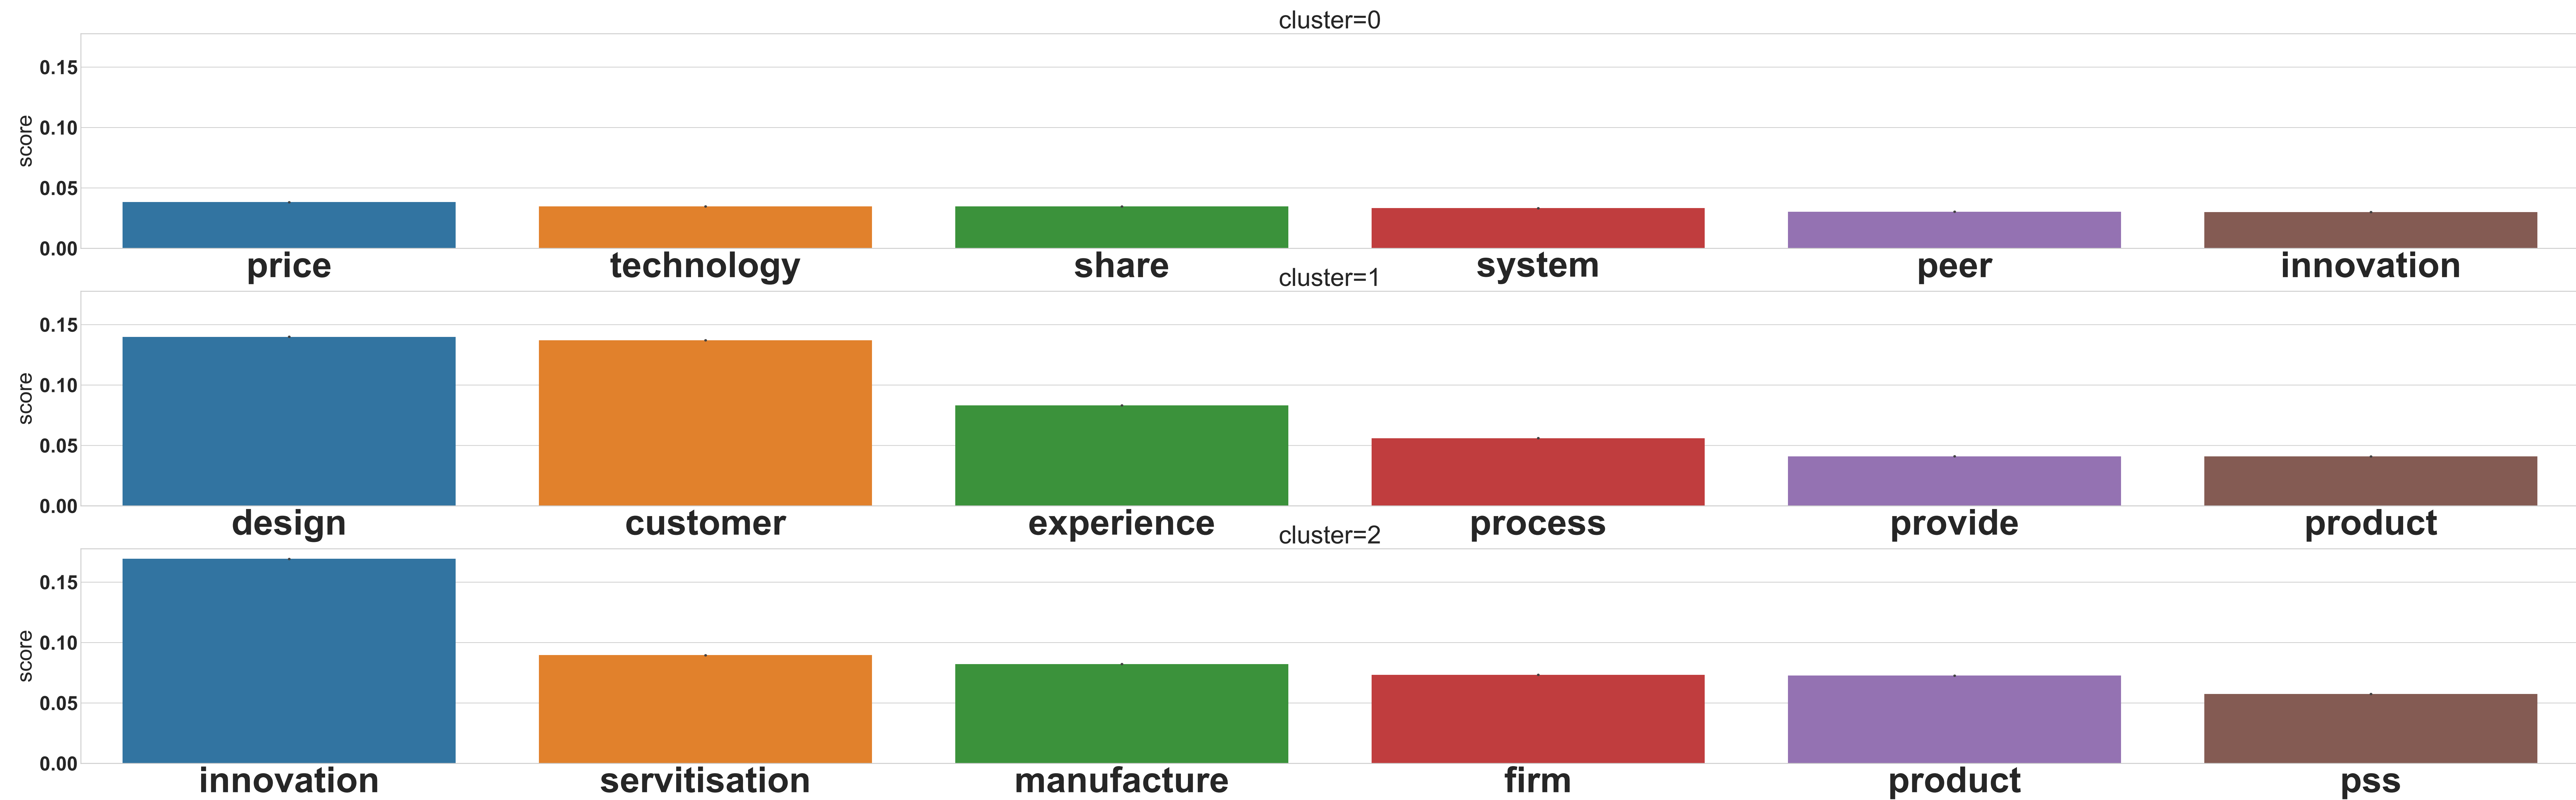 cluster=0
0.15
0.10
0.05
0.00
score
price technology share system peer innovation
cluster=1
0.15
0.10
0.05
0.00
score
design customer experience process provide product
cluster=2
0.15
0.10
0.05
0.00
score
innovation servitisation manufacture firm product pss